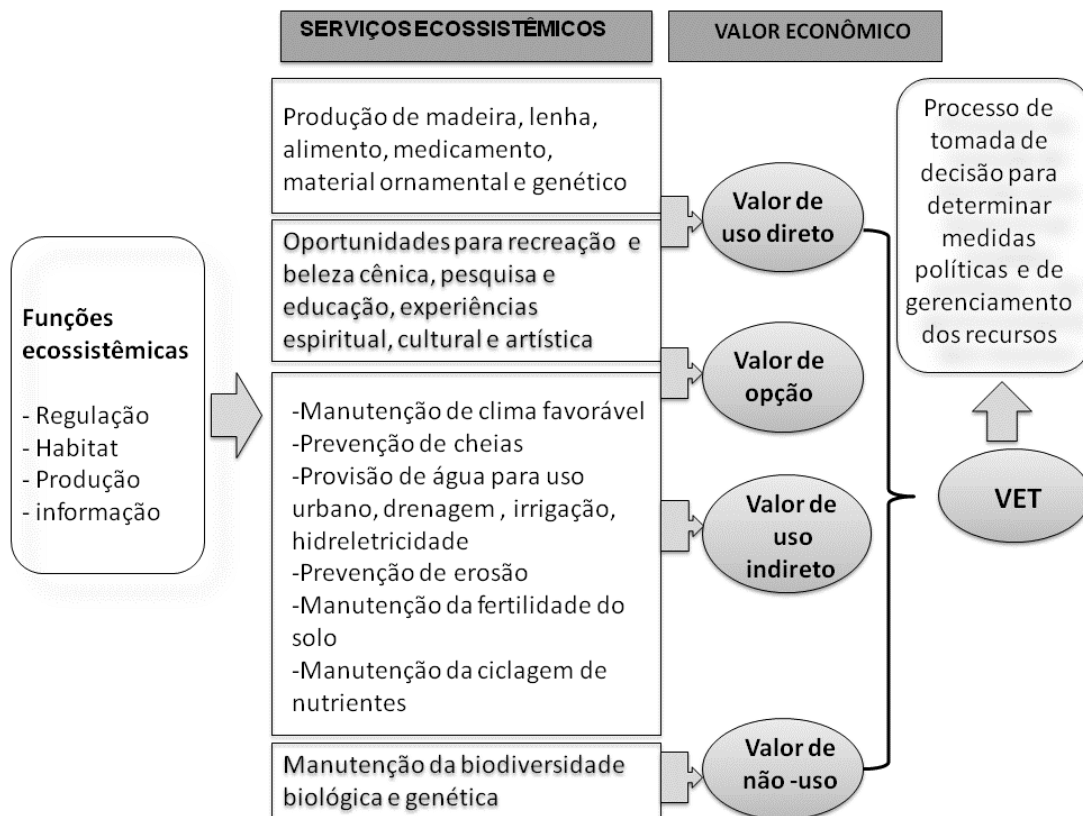 SERVIÇOS ECOSSISTÊMICOS
VALOR ECONÔMICO
Funções
ecossistêmicas
- Regulação
- Habitat
- Produção
- informação
Produção de madeira, lenha,
alimento, medicamento,
material ornamental e genético
Oportunidades para recreação e
beleza cênica, pesquisa e
educação, experiências
espiritual, cultural e artística
-Manutenção de clima favorável
-Prevenção de cheias
-Provisão de água para uso
urbano, drenagem , irrigação,
hidreletricidade
-Prevenção de erosão
-Manutenção da fertilidade do
solo
-Manutenção da ciclagem de
nutrientes
Manutenção da biodiversidade
biológica e genética
Valor de
uso direto
Valor de
opção
Valor de
uso
indireto
Valor de
não -uso
Processo de
tomada de
decisão para
determinar
medidas
políticas e de
gerenciamento
dos recursos
VET